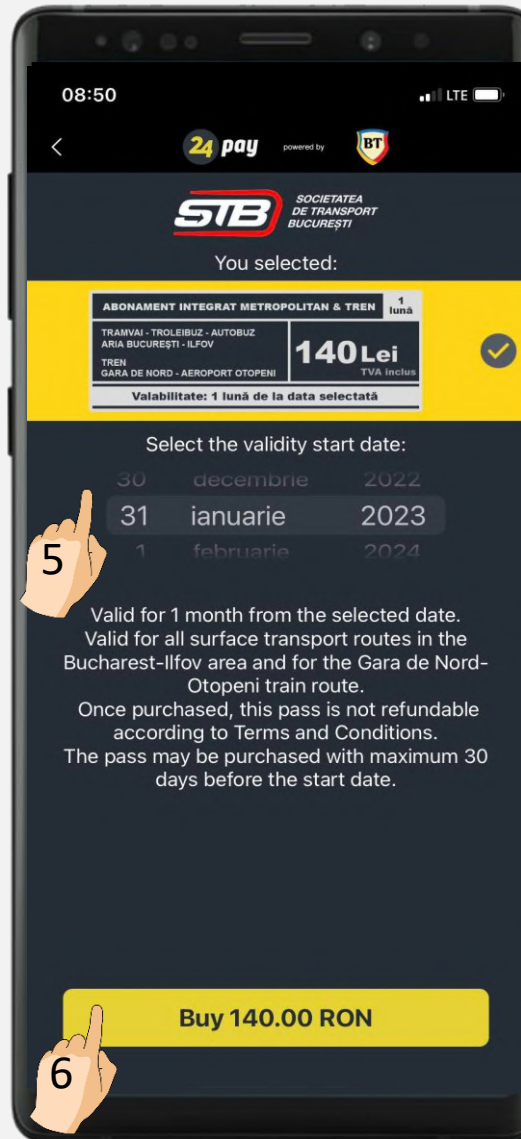 08:50
LTE
24 pay powered by BT
STB SOCIETATEA
DE TRANSPORT
BUCUREȘTI
You selected:
ABONAMENT INTEGRAT METROPOLITAN & TREN 1
lună
TRAMVAI - TROLEIBUZ - AUTOBUZ
ARIA BUCUREȘTI - ILFOV
140 Lei
TREN
GARA DE NORD - AEROPORT OTOPENI
TVA inclus
Valabilitate: 1 lună de la data selectată
Select the validity start date:
30 decembrie 2022
31 ianuarie 2023
1 februarie 2024
5
Valid for 1 month from the selected date.
Valid for all surface transport routes in the
Bucharest-Ilfov area and for the Gara de Nord-
Otopeni train route.
Once purchased, this pass is not refundable
according to Terms and Conditions.
The pass may be purchased with maximum 30
days before the start date.
Buy 140.00 RON
6